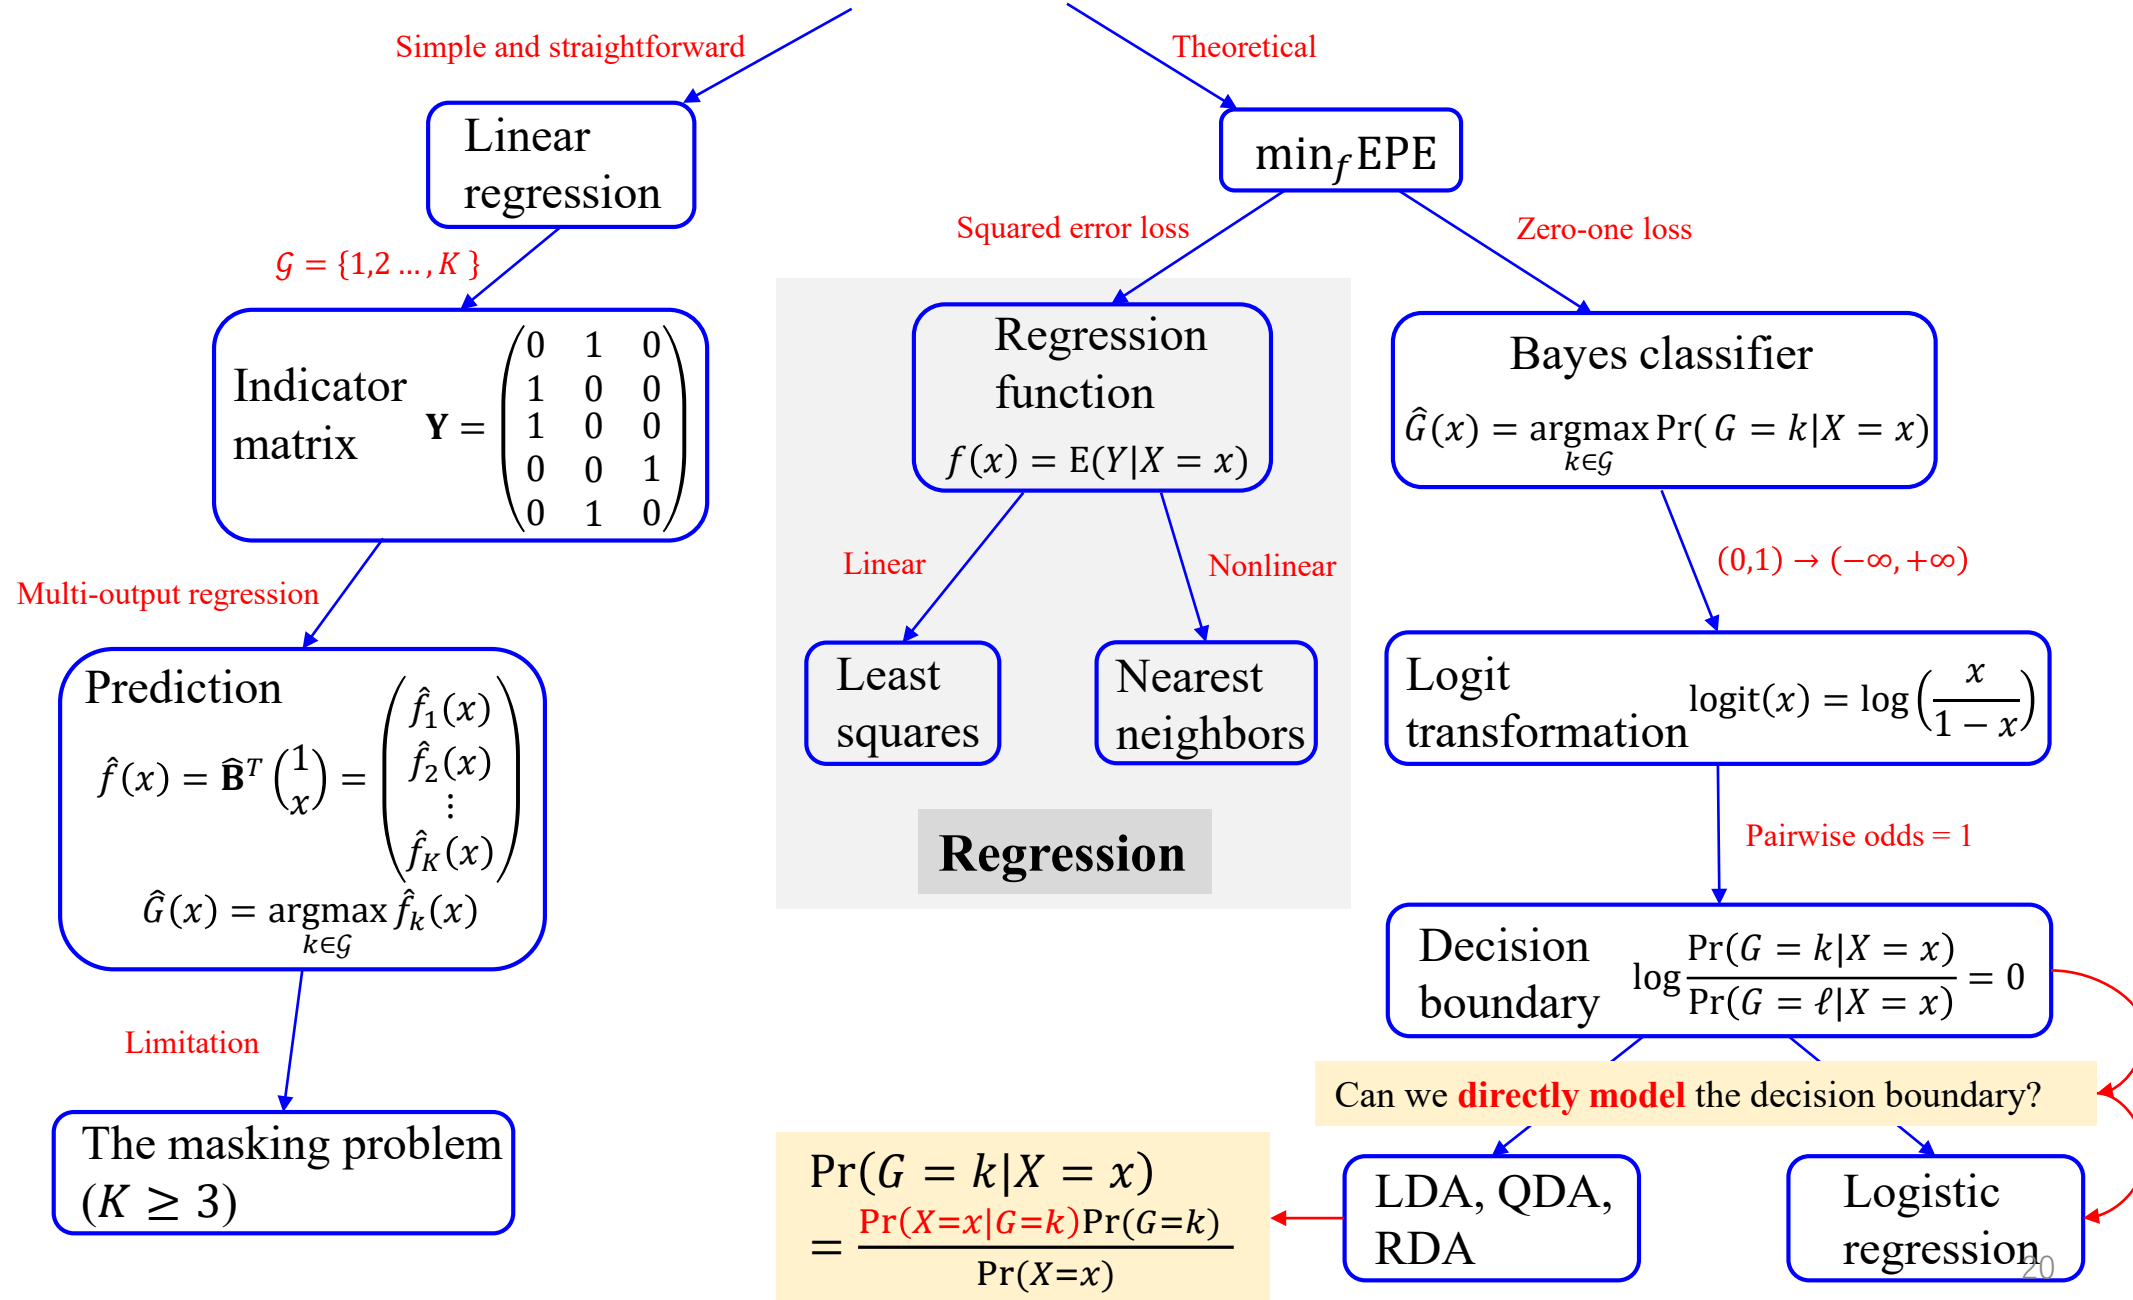 Simple and straightforward
Theoretical
Linear
regression
min_f EPE
Squared error loss
Zero-one loss
𝒢 = {1,2 …, K }
Indicator
matrix
Y =
0 1 0
1 0 0
1 0 0
0 0 1
0 1 0
Regression
function
f(x) = E(Y|X = x)
Bayes classifier
Ĝ(x) = argmax Pr( G = k|X = x)
k∈𝒢
Linear
Nonlinear
(0,1) → (−∞, +∞)
Multi-output regression
Prediction
f̂(x) = B̂ᵀ (1 x) = (f̂₁(x) f̂₂(x) ⋮ f̂_K(x))
Ĝ(x) = argmax f̂_k(x)
k∈𝒢
Least
squares
Nearest
neighbors
Logit
transformation
logit(x) = log(x / (1 − x))
Regression
Pairwise odds = 1
Decision
boundary
log Pr(G = k|X = x) / Pr(G = ℓ|X = x) = 0
Limitation
Can we directly model the decision boundary?
The masking problem
(K ≥ 3)
Pr(G = k|X = x)
= Pr(X=x|G=k)Pr(G=k) / Pr(X=x)
LDA, QDA,
RDA
Logistic
regression
20